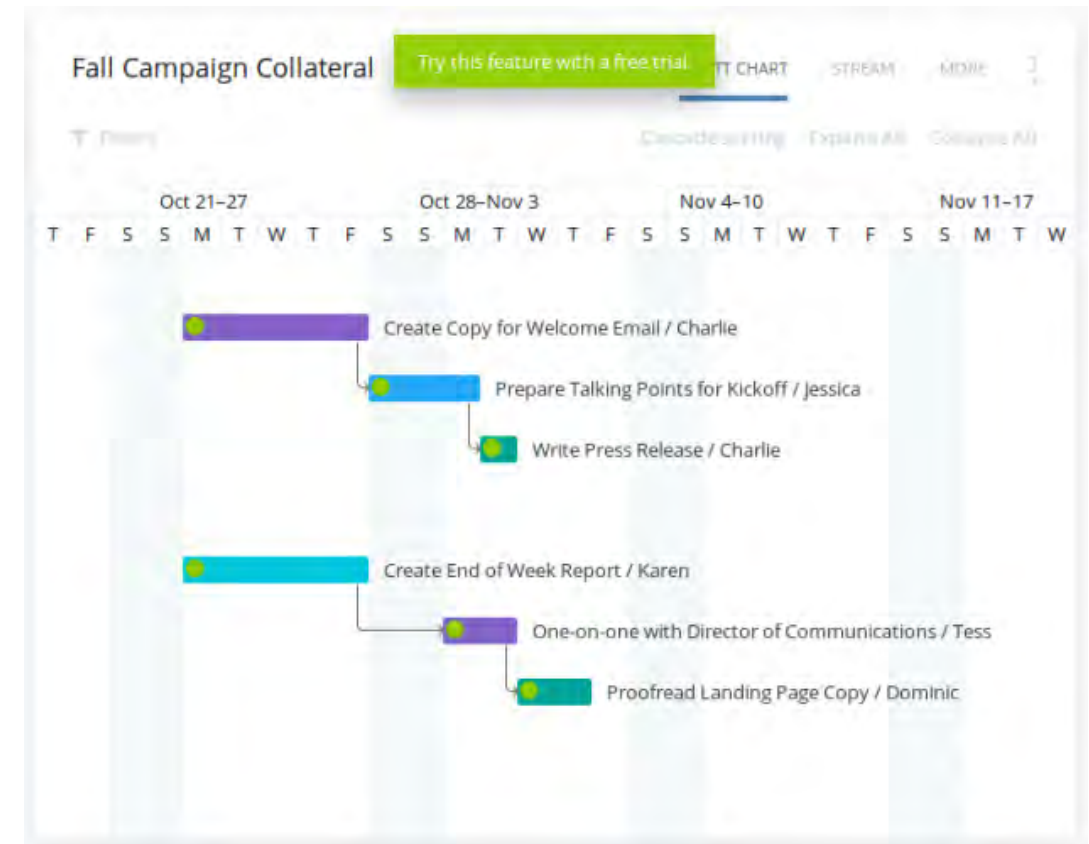 Fall Campaign Collateral
Try this feature with a free trial
TT CHART STREAM MORE
Filters
Cascade sorting Expand All Collapse All
Oct 21–27 Oct 28–Nov 3 Nov 4–10 Nov 11–17
T F S S M T W T F S S M T W T F S S M T W T F S S M T W
Create Copy for Welcome Email / Charlie
Prepare Talking Points for Kickoff / Jessica
Write Press Release / Charlie
Create End of Week Report / Karen
One-on-one with Director of Communications / Tess
Proofread Landing Page Copy / Dominic